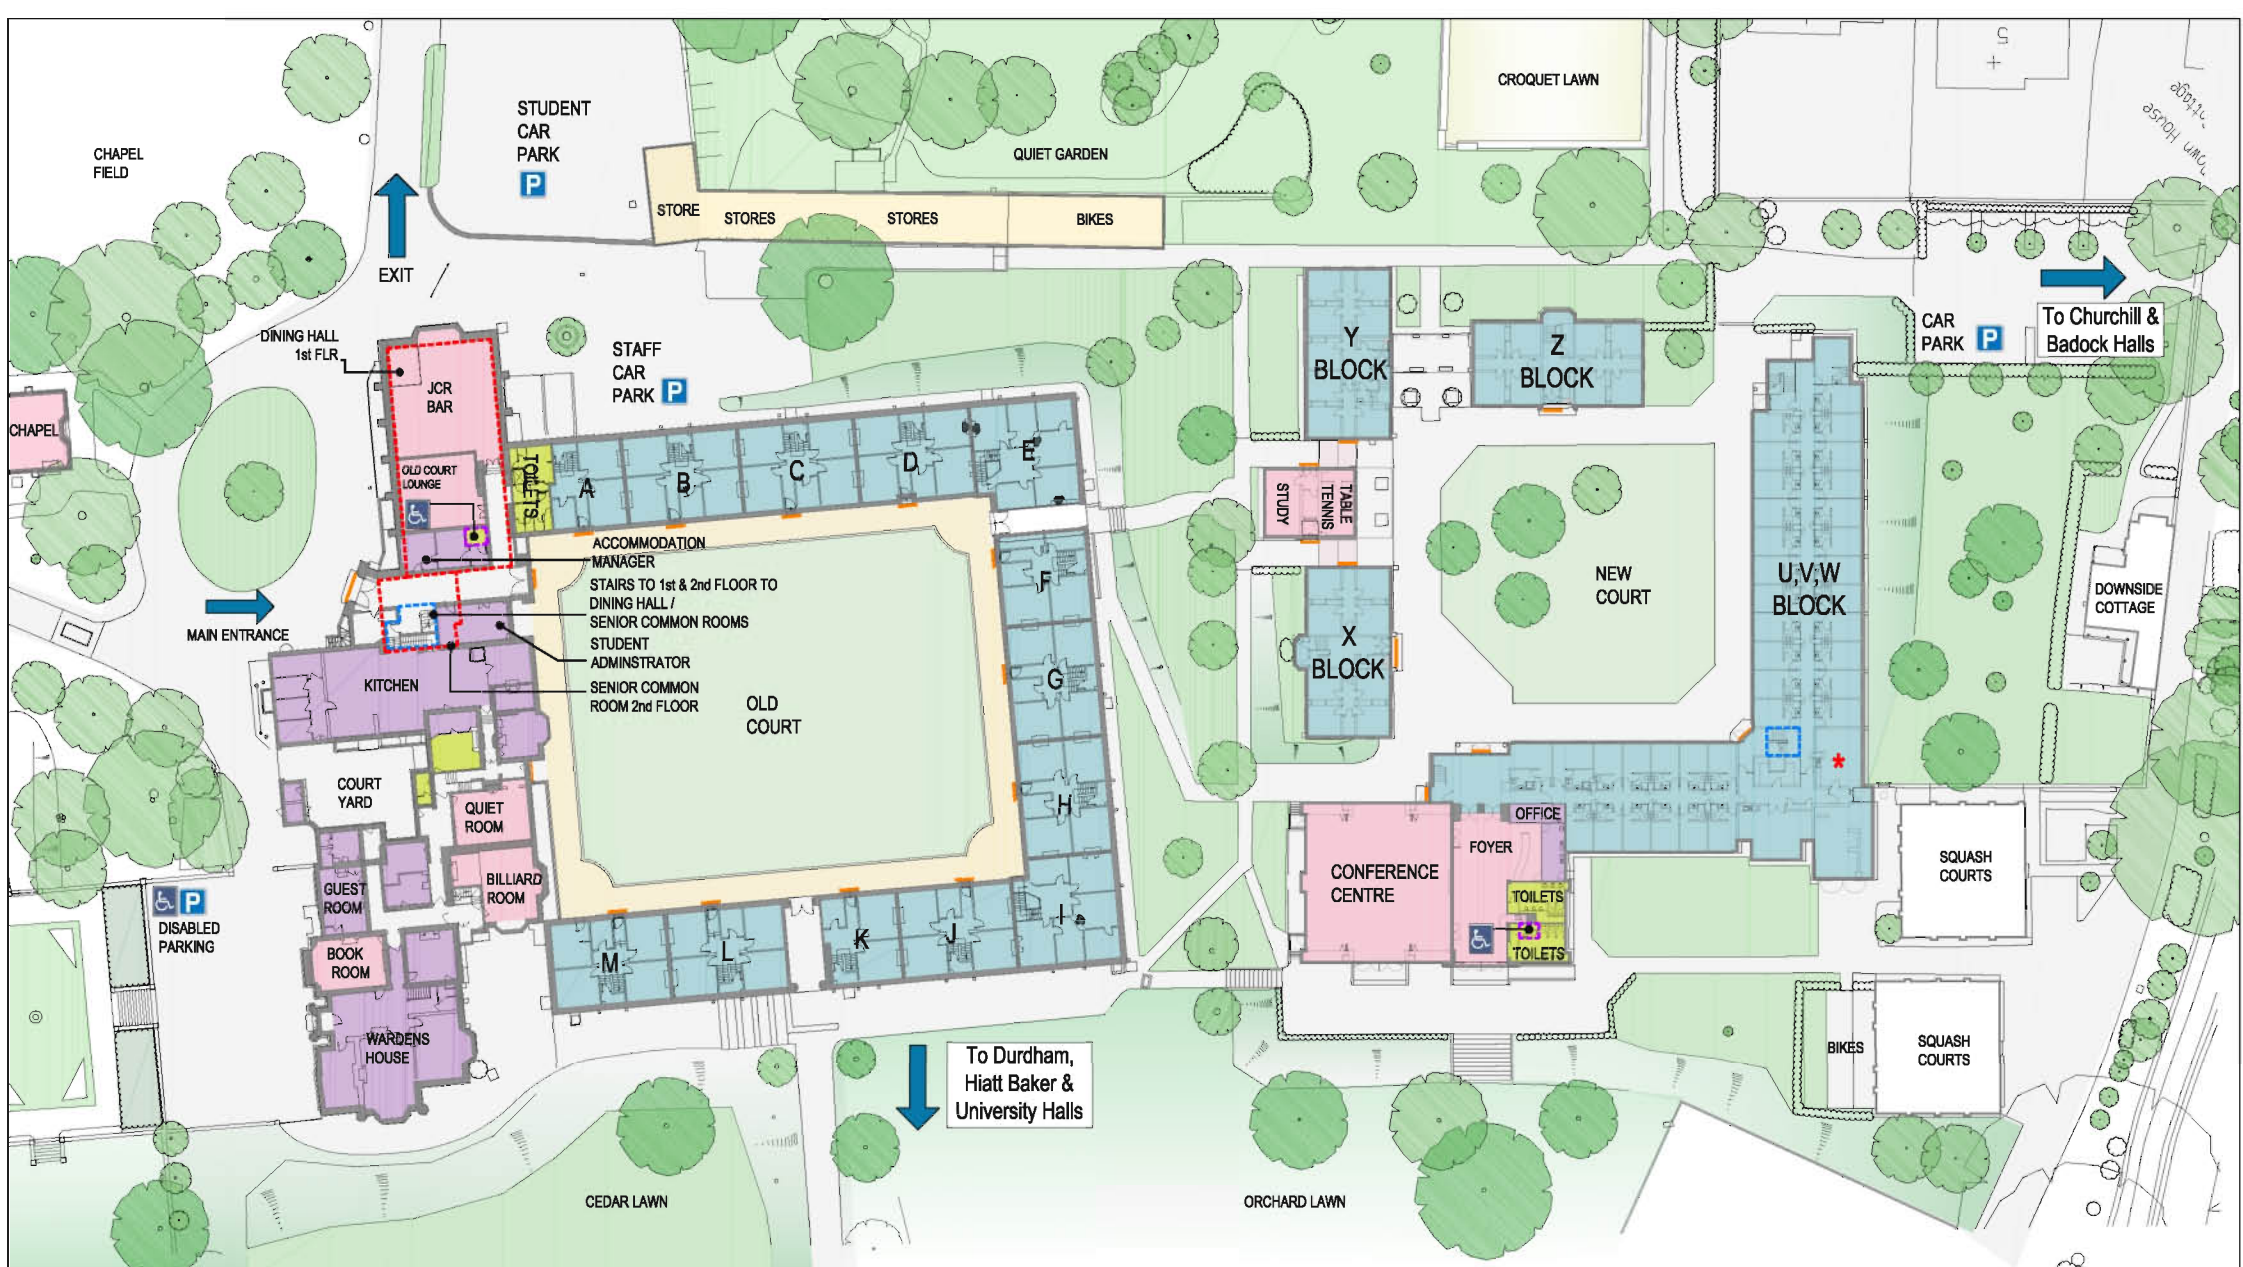 CROQUET LAWN
5
STUDENT
CAR
PARK
P
CHAPEL
FIELD
QUIET GARDEN
STORE
STORES
STORES
BIKES
EXIT
To Churchill &
Badock Halls
CAR
PARK P
DINING HALL
1st FLR
JCR
BAR
STAFF
CAR
PARK P
Y
BLOCK
Z
BLOCK
CHAPEL
OLD COURT
LOUNGE
TOILETS
A
B
C
D
E
STUDY
TABLE
TENNIS
ACCOMMODATION
MANAGER
STAIRS TO 1st & 2nd FLOOR TO
DINING HALL /
SENIOR COMMON ROOMS
STUDENT
ADMINSTRATOR
SENIOR COMMON
ROOM 2nd FLOOR
MAIN ENTRANCE
F
NEW
COURT
U,V,W
BLOCK
DOWNSIDE
COTTAGE
X
BLOCK
KITCHEN
G
OLD
COURT
COURT
YARD
QUIET
ROOM
H
*
OFFICE
FOYER
CONFERENCE
CENTRE
TOILETS
TOILETS
SQUASH
COURTS
BILLIARD
ROOM
GUEST
ROOM
P
DISABLED
PARKING
BOOK
ROOM
M
L
K
J
I
WARDENS
HOUSE
To Durdham,
Hiatt Baker &
University Halls
BIKES
SQUASH
COURTS
CEDAR LAWN
ORCHARD LAWN
House